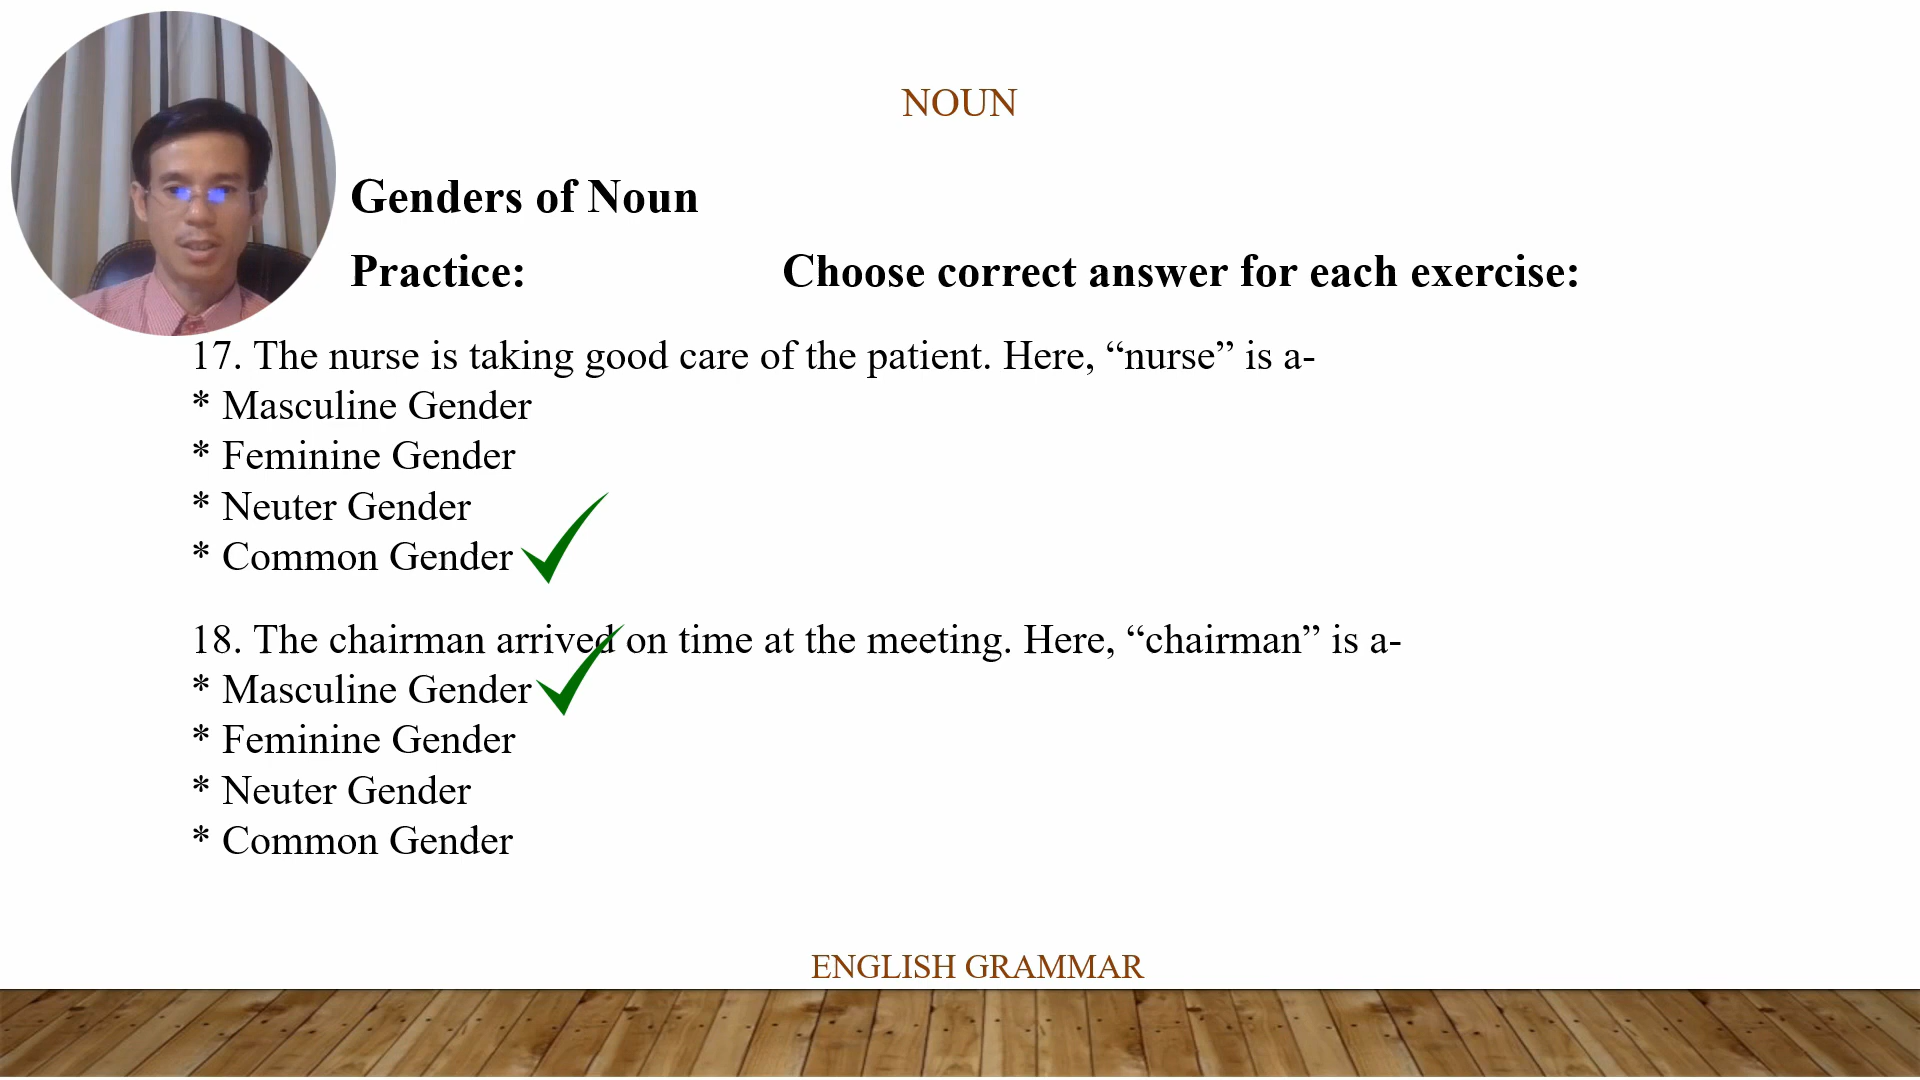 NOUN
Genders of Noun
Practice: Choose correct answer for each exercise:
17. The nurse is taking good care of the patient. Here, “nurse” is a-
* Masculine Gender
* Feminine Gender
* Neuter Gender
* Common Gender
18. The chairman arrived on time at the meeting. Here, “chairman” is a-
* Masculine Gender
* Feminine Gender
* Neuter Gender
* Common Gender
ENGLISH GRAMMAR